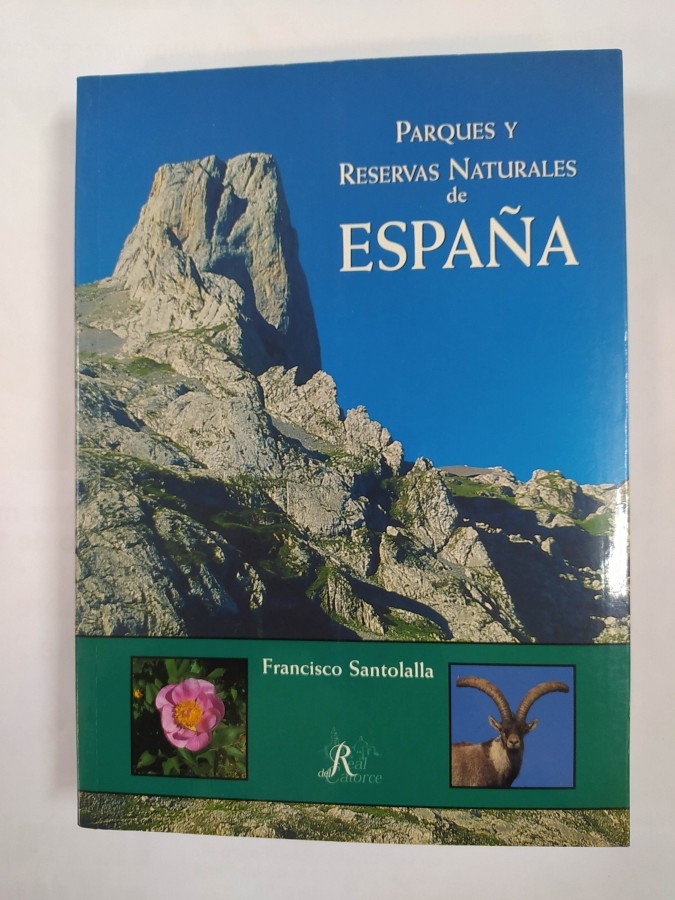 PARQUES Y
RESERVAS NATURALES
de
ESPAÑA
Francisco Santolalla
Real
del Catorce